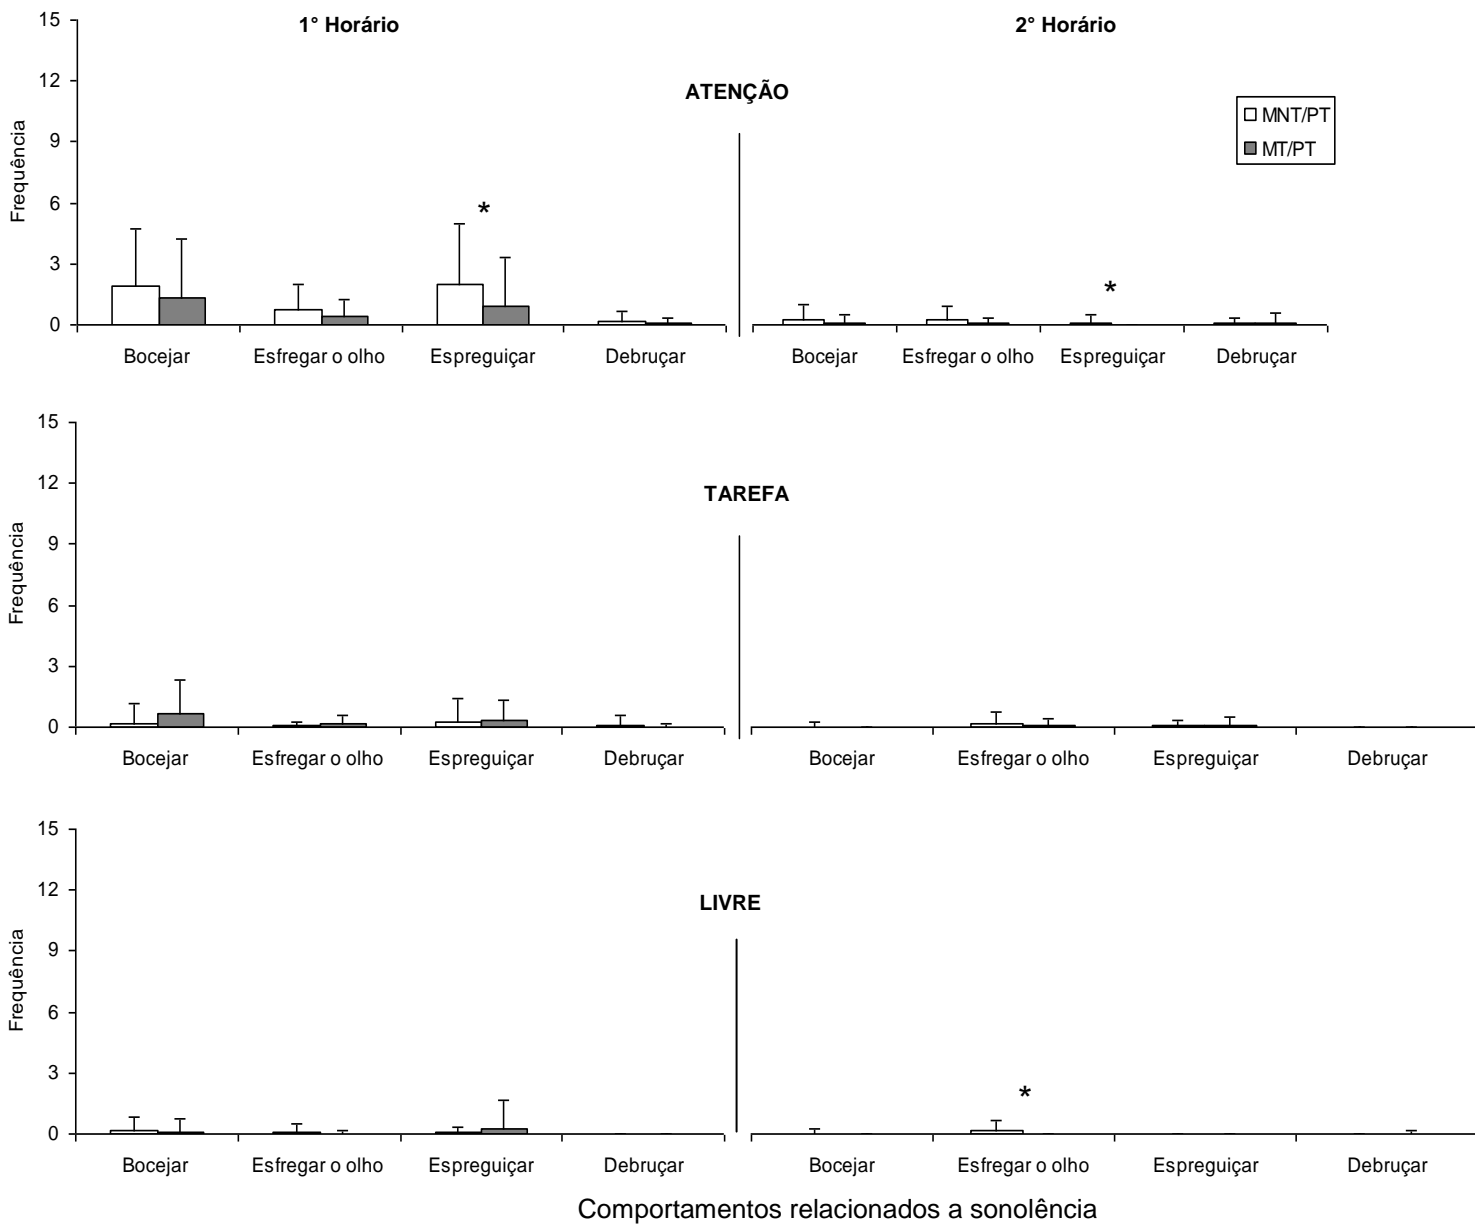 1° Horário
2° Horário
ATENÇÃO
MNT/PT
MT/PT
Frequência
15
12
9
6
3
0
*
*
Bocejar Esfregar o olho Espreguiçar Debruçar Bocejar Esfregar o olho Espreguiçar Debruçar
TAREFA
Frequência
15
12
9
6
3
0
Bocejar Esfregar o olho Espreguiçar Debruçar Bocejar Esfregar o olho Espreguiçar Debruçar
LIVRE
Frequência
15
12
9
6
3
0
*
Bocejar Esfregar o olho Espreguiçar Debruçar Bocejar Esfregar o olho Espreguiçar Debruçar
Comportamentos relacionados a sonolência